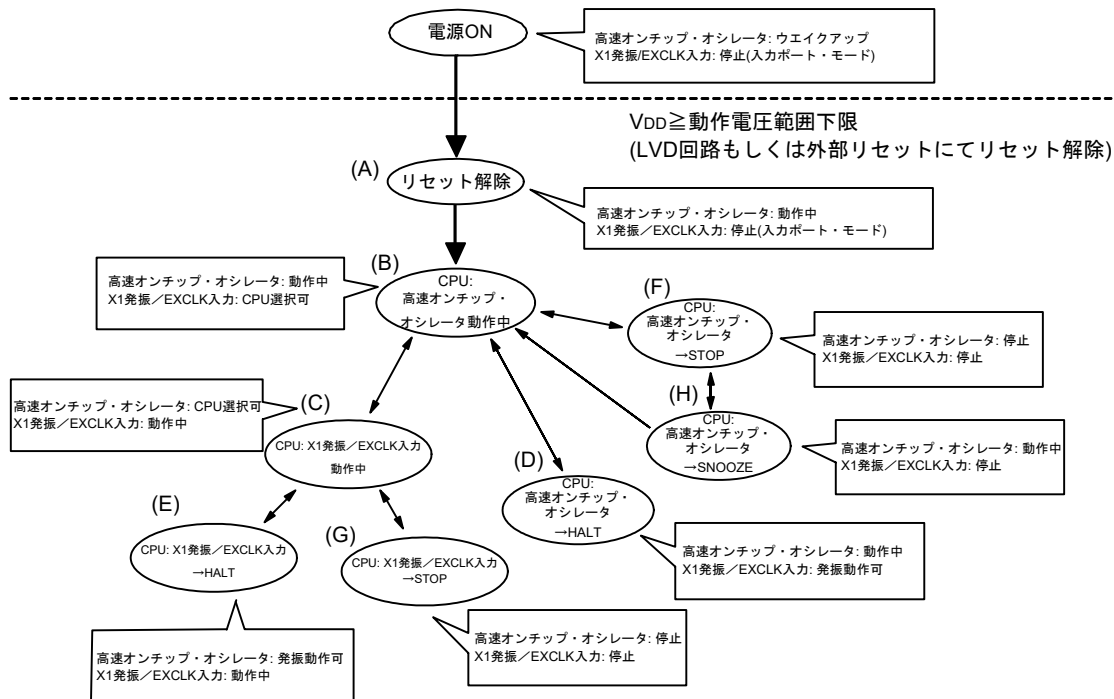 電源ON
高速オンチップ・オシレータ: ウエイクアップ
X1発振/EXCLK入力: 停止(入力ポート・モード)
VDD≧動作電圧範囲下限
(LVD回路もしくは外部リセットにてリセット解除)
(A)
リセット解除
高速オンチップ・オシレータ: 動作中
X1発振／EXCLK入力: 停止(入力ポート・モード)
高速オンチップ・オシレータ: 動作中
X1発振／EXCLK入力: CPU選択可
(B)
CPU:
高速オンチップ・
オシレータ動作中
(F)
CPU:
高速オンチップ・
オシレータ
→STOP
高速オンチップ・オシレータ: 停止
X1発振／EXCLK入力: 停止
高速オンチップ・オシレータ: CPU選択可
X1発振／EXCLK入力: 動作中
(C)
CPU: X1発振／EXCLK入力
動作中
(H)
CPU:
高速オンチップ・
オシレータ
→SNOOZE
高速オンチップ・オシレータ: 動作中
X1発振／EXCLK入力: 停止
(D)
CPU:
高速オンチップ・
オシレータ
→HALT
高速オンチップ・オシレータ: 動作中
X1発振／EXCLK入力: 発振動作可
(E)
CPU: X1発振／EXCLK入力
→HALT
(G)
CPU: X1発振／EXCLK入力
→STOP
高速オンチップ・オシレータ: 停止
X1発振／EXCLK入力: 停止
高速オンチップ・オシレータ: 発振動作可
X1発振／EXCLK入力: 動作中